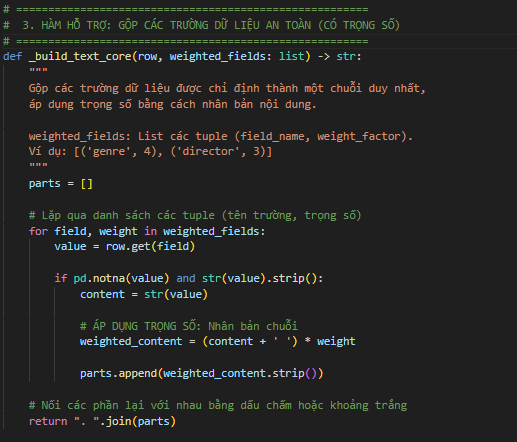 # ======================================================
#  3. HÀM HỖ TRỢ: GỘP CÁC TRƯỜNG DỮ LIỆU AN TOÀN (CÓ TRỌNG SỐ)
# ======================================================
def _build_text_core(row, weighted_fields: list) -> str:
    """
    Gộp các trường dữ liệu được chỉ định thành một chuỗi duy nhất,
    áp dụng trọng số bằng cách nhân bản nội dung.

    weighted_fields: List các tuple (field_name, weight_factor).
    Ví dụ: [('genre', 4), ('director', 3)]
    """
    parts = []

    # Lặp qua danh sách các tuple (tên trường, trọng số)
    for field, weight in weighted_fields:
        value = row.get(field)

        if pd.notna(value) and str(value).strip():
            content = str(value)

            # ÁP DỤNG TRỌNG SỐ: Nhân bản chuỗi
            weighted_content = (content + ' ') * weight

            parts.append(weighted_content.strip())

    # Nối các phần lại với nhau bằng dấu chấm hoặc khoảng trắng
    return ". ".join(parts)